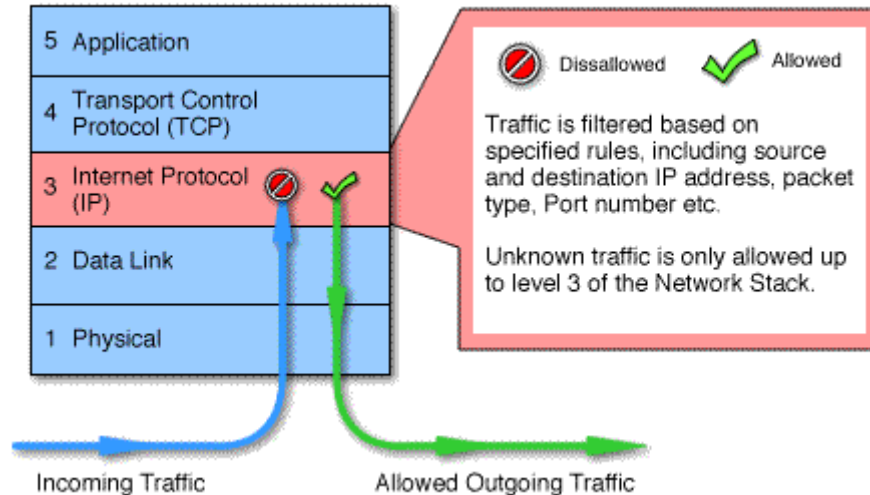 5 Application
4 Transport Control
Protocol (TCP)
3 Internet Protocol
(IP)
2 Data Link
1 Physical
Dissallowed
Allowed
Traffic is filtered based on
specified rules, including source
and destination IP address, packet
type, Port number etc.
Unknown traffic is only allowed up
to level 3 of the Network Stack.
Incoming Traffic
Allowed Outgoing Traffic